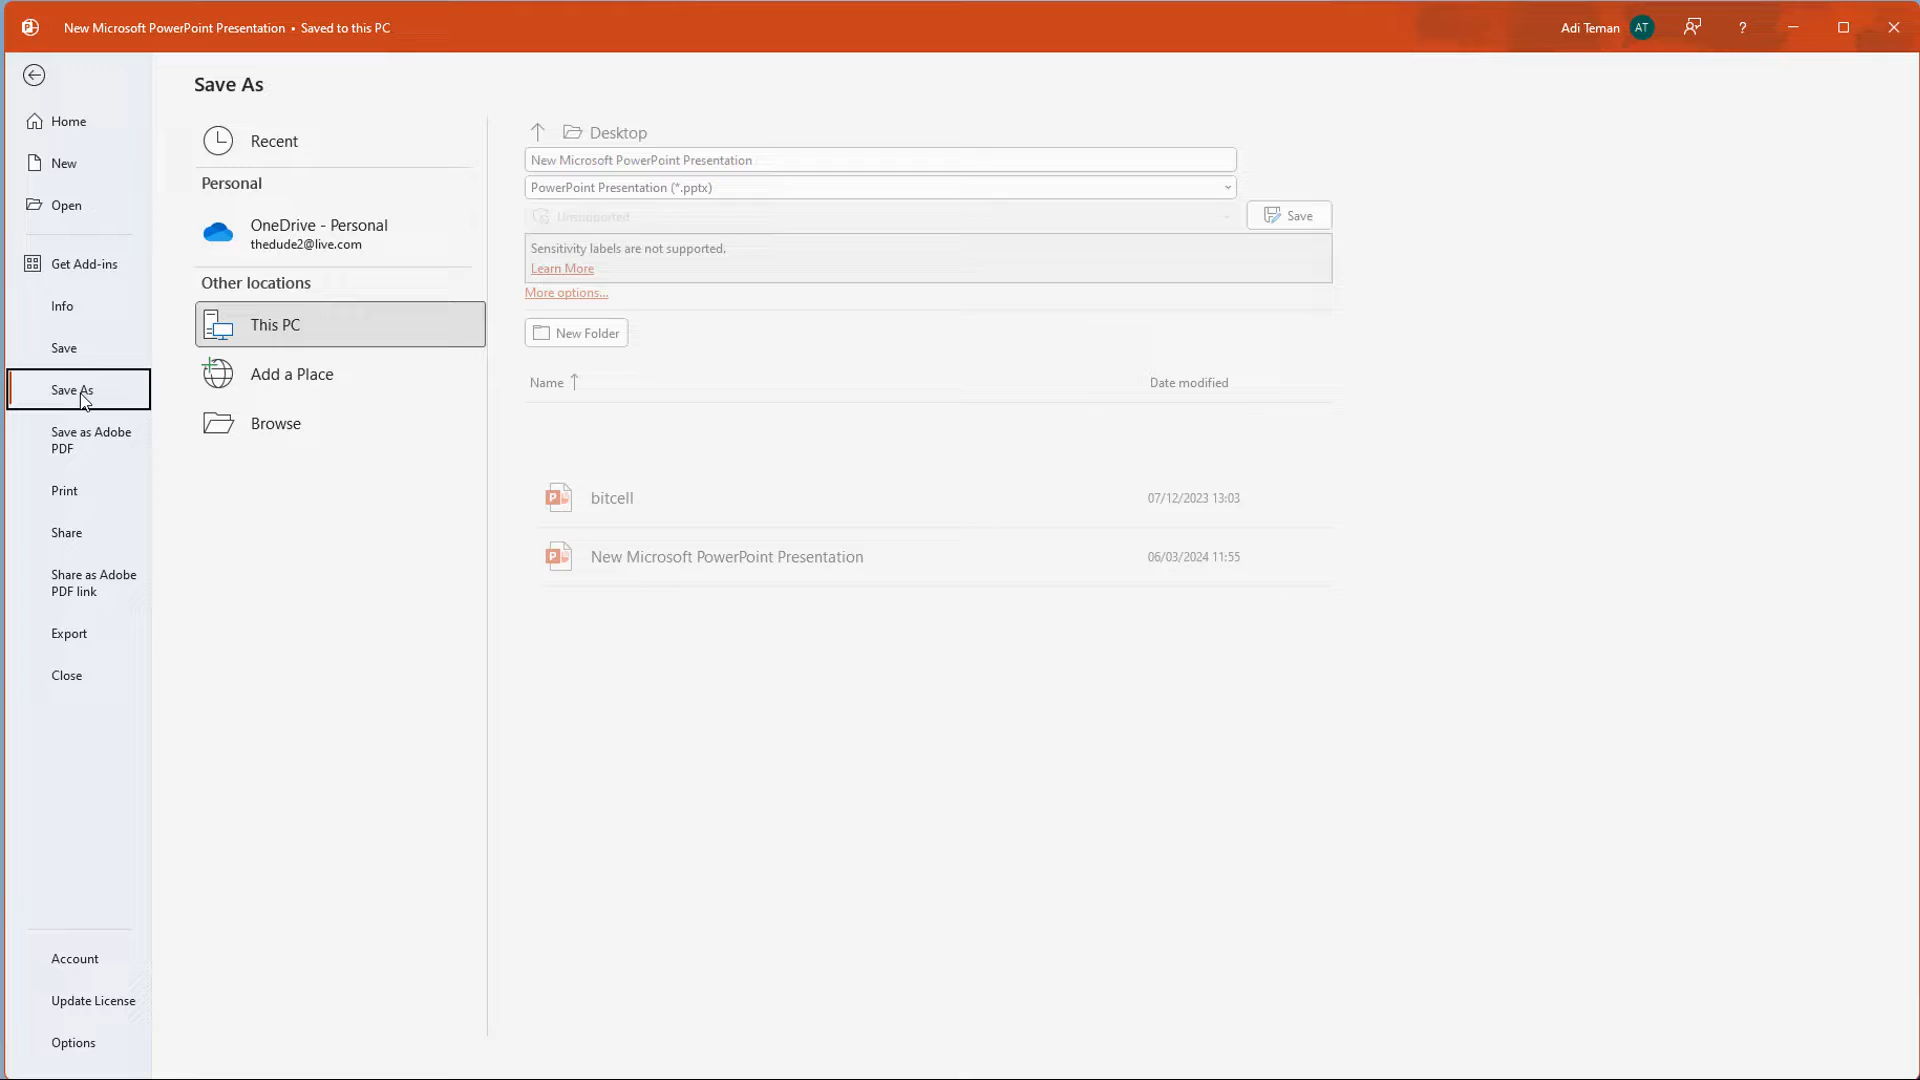 New Microsoft PowerPoint Presentation • Saved to this PC
Adi Teman AT ?
Home
New
Open
Get Add-ins
Info
Save
Save As
Save as Adobe
PDF
Print
Share
Share as Adobe
PDF link
Export
Close
Account
Update License
Options
Save As
Recent
Personal
OneDrive - Personal
thedude2@live.com
Other locations
This PC
Add a Place
Browse
Desktop
New Microsoft PowerPoint Presentation
PowerPoint Presentation (*.pptx)
Unsupported
Save
Sensitivity labels are not supported.
Learn More
More options...
New Folder
Name Date modified
bitcell 07/12/2023 13:03
New Microsoft PowerPoint Presentation 06/03/2024 11:55